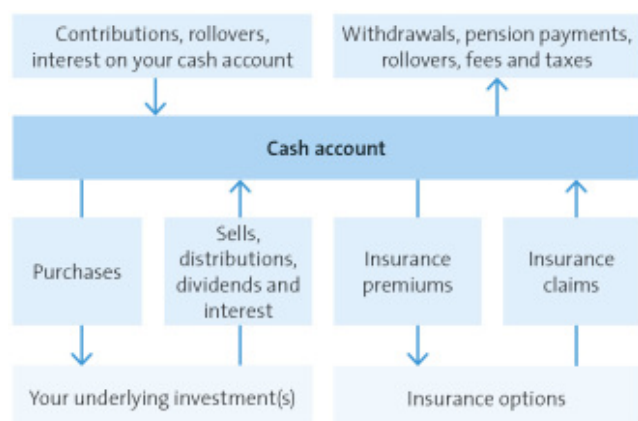 Contributions, rollovers,
interest on your cash account
Withdrawals, pension payments,
rollovers, fees and taxes
Cash account
Purchases
Sells,
distributions,
dividends and
interest
Insurance
premiums
Insurance
claims
Your underlying investment(s)
Insurance options